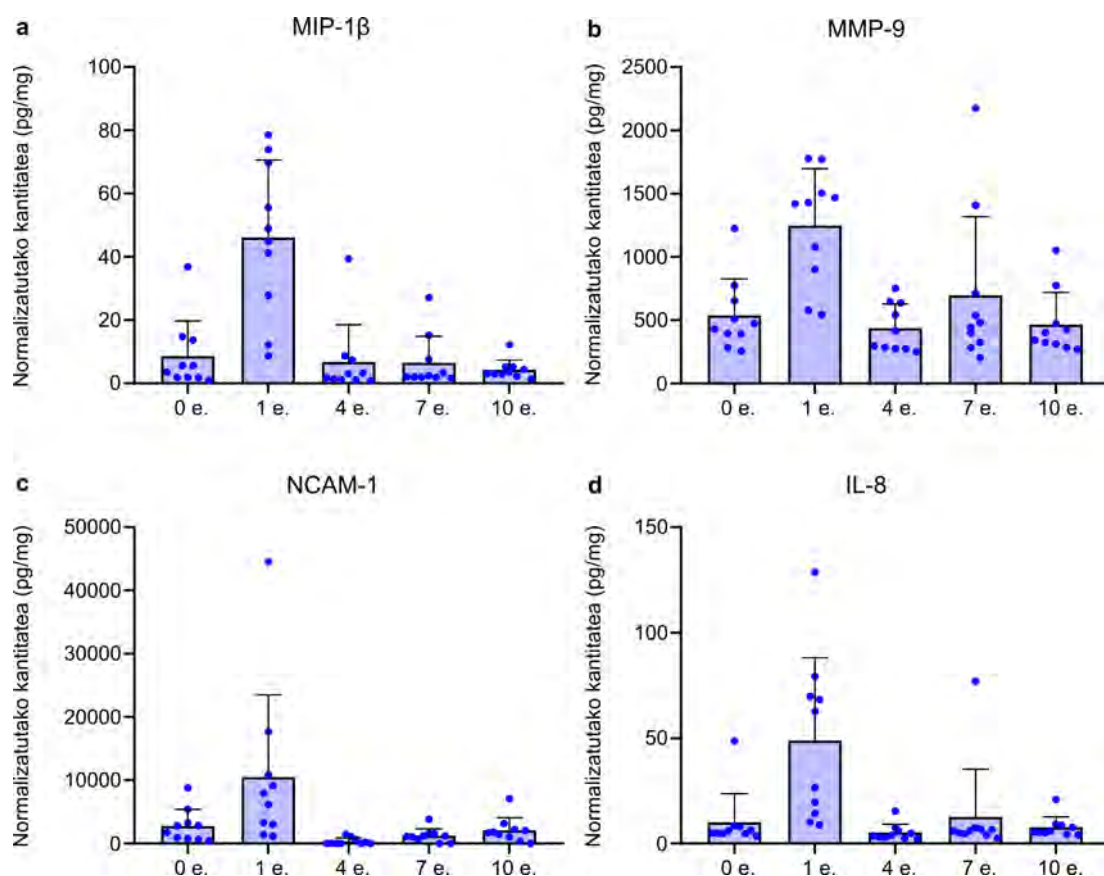 a
MIP-1β
Normalizatutako kantitatea (pg/mg)
100
80
60
40
20
0
0 e. 1 e. 4 e. 7 e. 10 e.
b
MMP-9
Normalizatutako kantitatea (pg/mg)
2500
2000
1500
1000
500
0
0 e. 1 e. 4 e. 7 e. 10 e.
c
NCAM-1
Normalizatutako kantitatea (pg/mg)
50000
40000
30000
20000
10000
0
0 e. 1 e. 4 e. 7 e. 10 e.
d
IL-8
Normalizatutako kantitatea (pg/mg)
150
100
50
0
0 e. 1 e. 4 e. 7 e. 10 e.